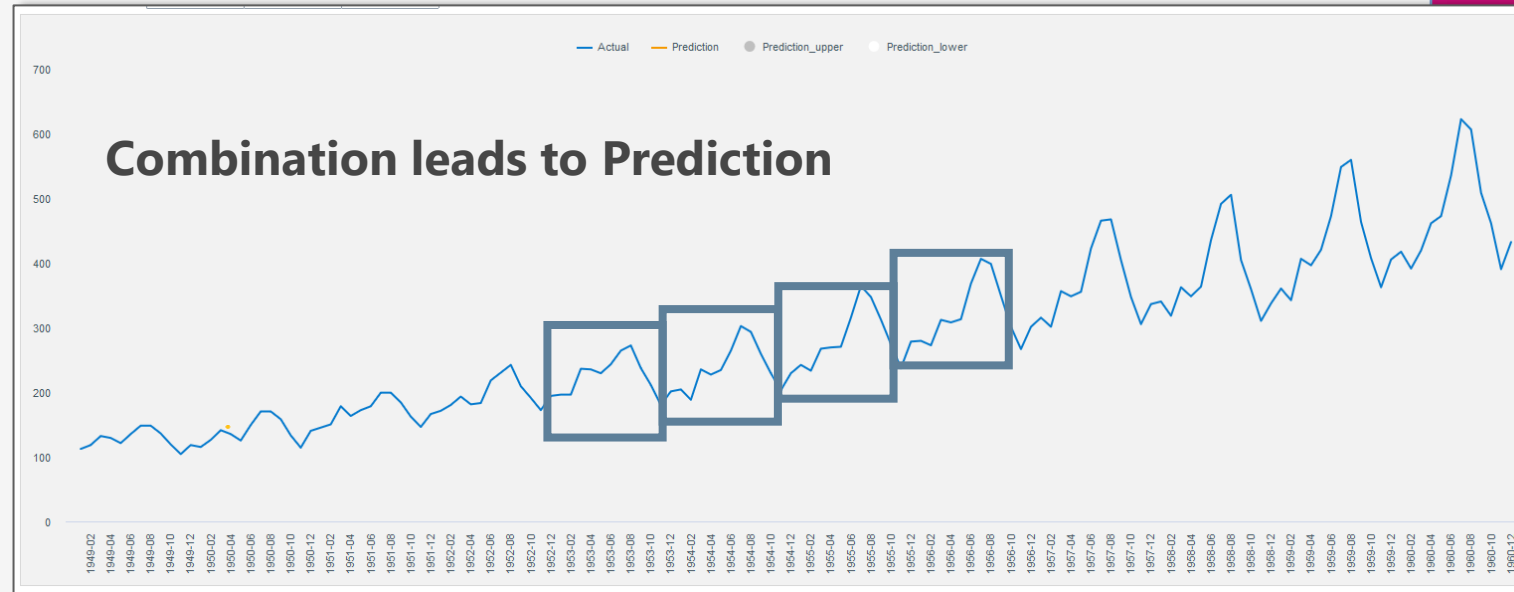 Actual Prediction Prediction_upper Prediction_lower
700
600
Combination leads to Prediction
500
400
300
200
100
0
1949-02 1949-04 1949-06 1949-08 1949-10 1949-12 1950-02 1950-04 1950-06 1950-08 1950-10 1950-12 1951-02 1951-04 1951-06 1951-08 1951-10 1951-12 1952-02 1952-04 1952-06 1952-08 1952-10 1952-12 1953-02 1953-04 1953-06 1953-08 1953-10 1953-12 1954-02 1954-04 1954-06 1954-08 1954-10 1954-12 1955-02 1955-04 1955-06 1955-08 1955-10 1955-12 1956-02 1956-04 1956-06 1956-08 1956-10 1956-12 1957-02 1957-04 1957-06 1957-08 1957-10 1957-12 1958-02 1958-04 1958-06 1958-08 1958-10 1958-12 1959-02 1959-04 1959-06 1959-08 1959-10 1959-12 1960-02 1960-04 1960-06 1960-08 1960-10 1960-12